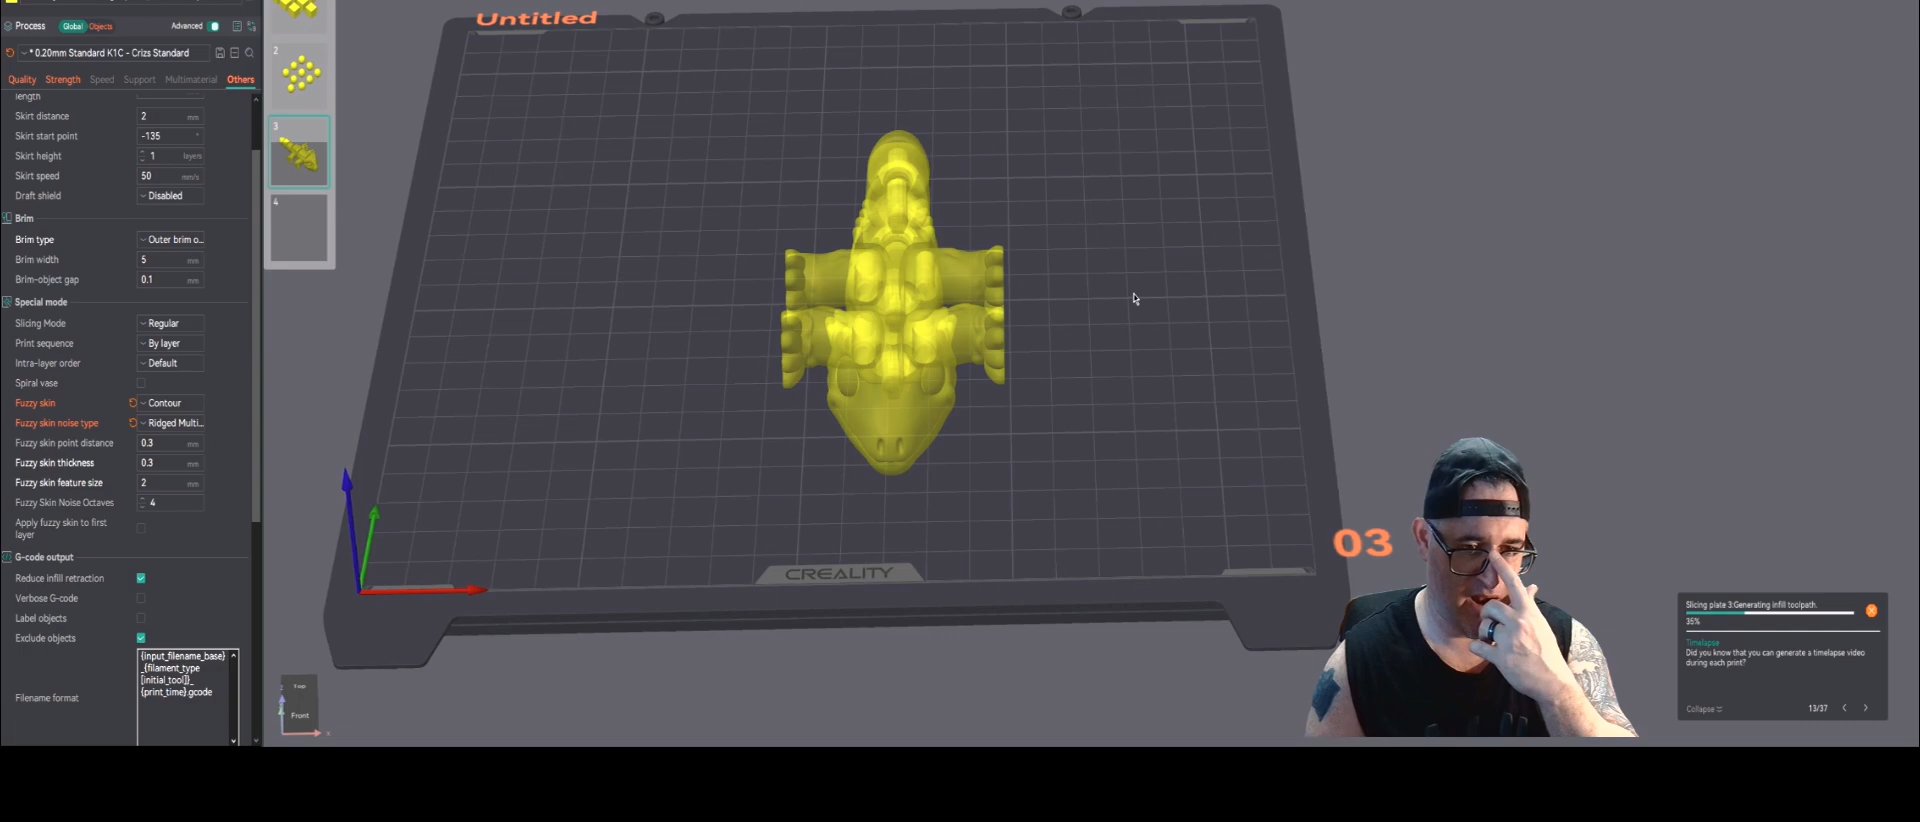 Process Global Objects Advanced
* 0.20mm Standard K1C - Crizs Standard
Quality Strength Speed Support Multimaterial Others
length
Skirt distance 2 mm
Skirt start point -135 °
Skirt height 1 layers
Skirt speed 50 mm/s
Draft shield Disabled
Brim
Brim type Outer brim o...
Brim width 5 mm
Brim-object gap 0.1 mm
Special mode
Slicing Mode Regular
Print sequence By layer
Intra-layer order Default
Spiral vase
Fuzzy skin Contour
Fuzzy skin noise type Ridged Multi...
Fuzzy skin point distance 0.3 mm
Fuzzy skin thickness 0.3 mm
Fuzzy skin feature size 2 mm
Fuzzy Skin Noise Octaves 4
Apply fuzzy skin to first
layer
G-code output
Reduce infill retraction
Verbose G-code
Label objects
Exclude objects
Filename format
{input_filename_base}
_{filament_type
[initial_tool]}_
{print_time}.gcode
2
3
4
Untitled
CREALITY
03
Top
Front
x
Slicing plate 3:Generating infill toolpath.
35%
Timelapse
Did you know that you can generate a timelapse video
during each print?
Collapse 13/37